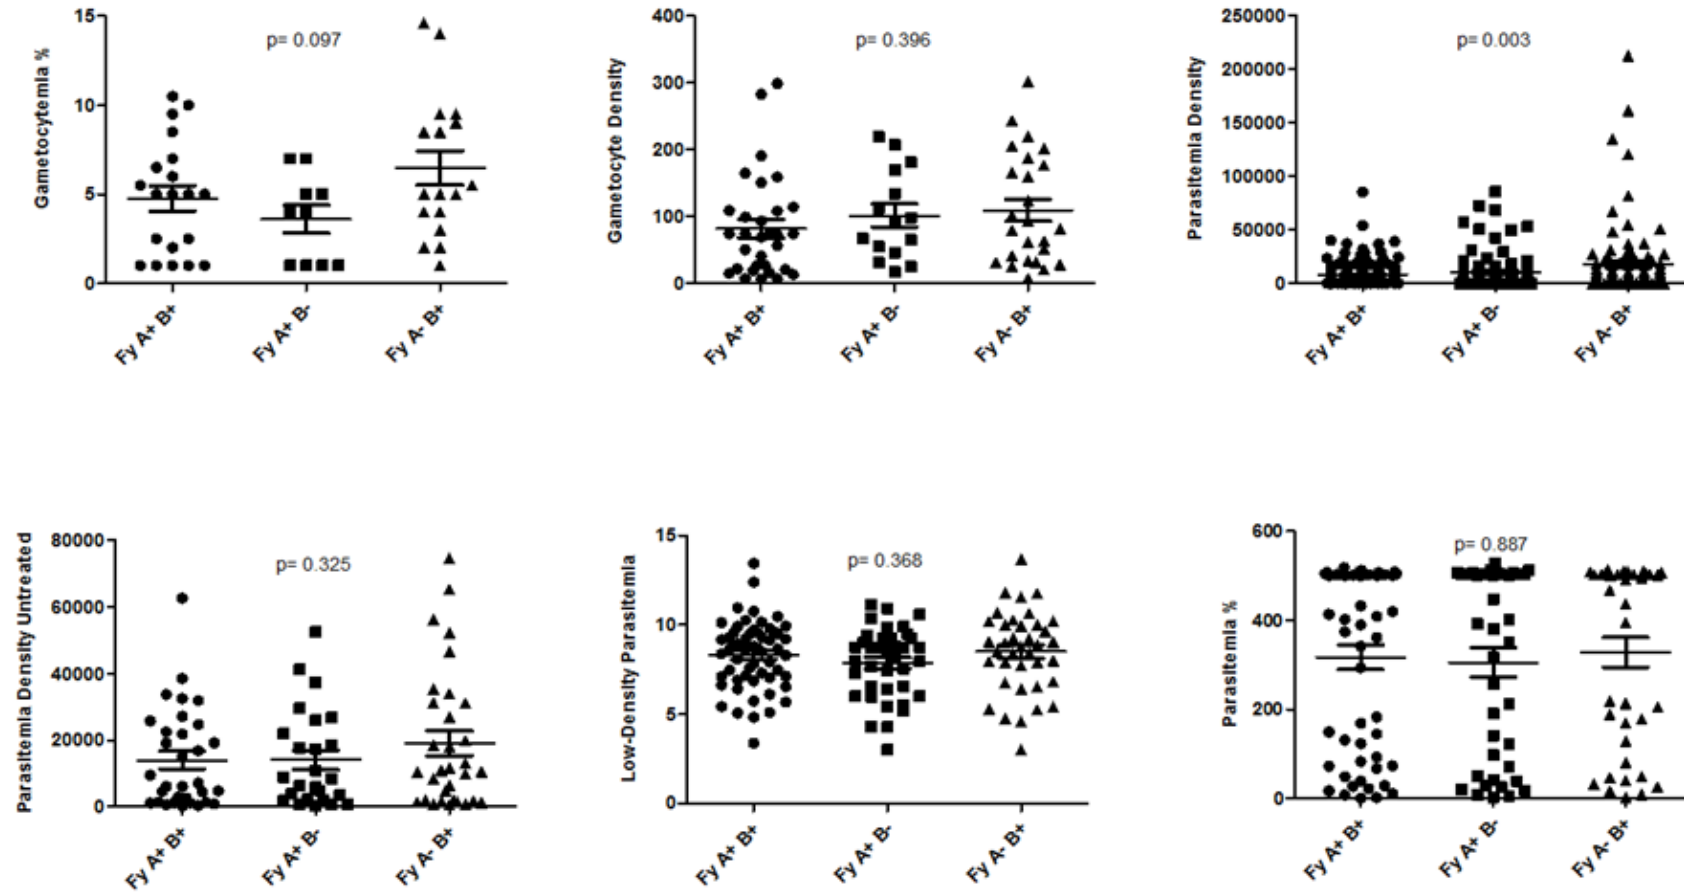 Gametocytemia %
15
10
5
0
p= 0.097
Fy A+ B+
Fy A+ B-
Fy A- B+
Gametocyte Density
400
300
200
100
0
p= 0.396
Fy A+ B+
Fy A+ B-
Fy A- B+
Parasitemia Density
250000
200000
150000
100000
50000
0
p= 0.003
Fy A+ B+
Fy A+ B-
Fy A- B+
Parasitemia Density Untreated
80000
60000
40000
20000
0
p= 0.325
Fy A+ B+
Fy A+ B-
Fy A- B+
Low-Density Parasitemia
15
10
5
0
p= 0.368
Fy A+ B+
Fy A+ B-
Fy A- B+
Parasitemia %
600
400
200
0
p= 0.887
Fy A+ B+
Fy A+ B-
Fy A- B+